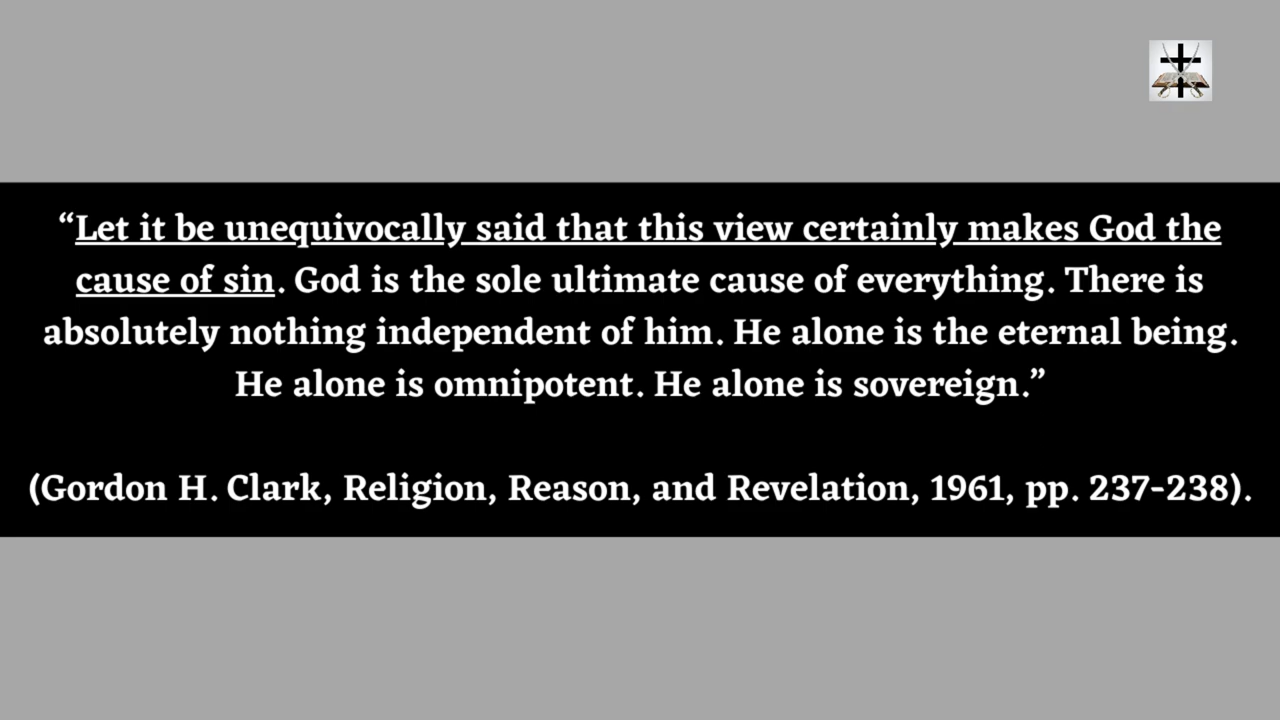 “Let it be unequivocally said that this view certainly makes God the
cause of sin. God is the sole ultimate cause of everything. There is
absolutely nothing independent of him. He alone is the eternal being.
He alone is omnipotent. He alone is sovereign.”
(Gordon H. Clark, Religion, Reason, and Revelation, 1961, pp. 237-238).